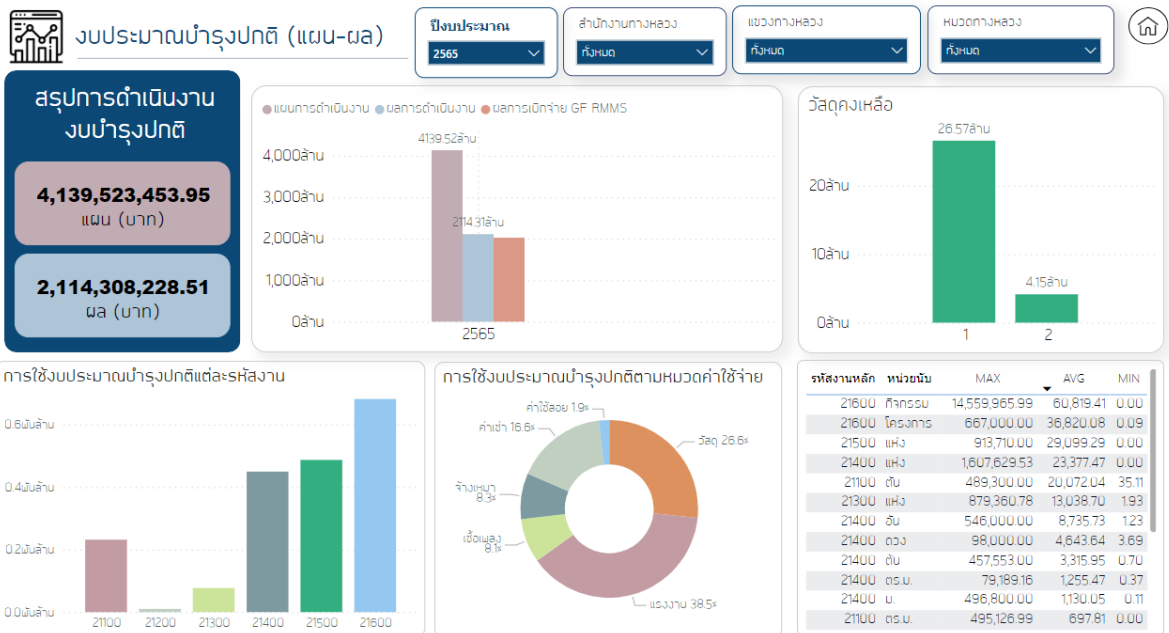 งบประมาณบำรุงปกติ (แผน-ผล)
ปีงบประมาณ
2565
สำนักงานทางหลวง
ทั้งหมด
แขวงทางหลวง
ทั้งหมด
หมวดทางหลวง
ทั้งหมด
สรุปการดำเนินงาน
งบบำรุงปกติ
4,139,523,453.95
แผน (บาท)
2,114,308,228.51
ผล (บาท)
แผนการดำเนินงาน ผลการดำเนินงาน ผลการเบิกจ่าย GF RMMS
4139.52ล้าน
4,000ล้าน
3,000ล้าน
2114.31ล้าน
2,000ล้าน
1,000ล้าน
0ล้าน
2565
วัสดุคงเหลือ
26.57ล้าน
20ล้าน
10ล้าน
4.15ล้าน
0ล้าน
1 2
การใช้งบประมาณบำรุงปกติแต่ละรหัสงาน
0.6พันล้าน
0.4พันล้าน
0.2พันล้าน
0.0พันล้าน
21100 21200 21300 21400 21500 21600
การใช้งบประมาณบำรุงปกติตามหมวดค่าใช้จ่าย
ค่าใช้สอย 1.9%
ค่าเช่า 16.6%
วัสดุ 26.6%
จ้างเหมา
8.3%
เชื้อเพลิง
8.1%
แรงงาน 38.5%
รหัสงานหลัก หน่วยนับ MAX AVG MIN
21600 กิจกรรม 14,559,965.99 60,819.41 0.00
21600 โครงการ 667,000.00 36,820.08 0.09
21500 แห่ง 913,710.00 29,099.29 0.00
21400 แห่ง 1,607,629.53 23,377.47 0.00
21100 ตัน 489,300.00 20,072.04 35.11
21300 แห่ง 879,360.78 13,038.70 1.93
21400 อัน 546,000.00 8,735.73 1.23
21400 ดวง 98,000.00 4,643.64 3.69
21400 ต้น 457,553.00 3,315.95 0.70
21400 ตร.ม. 79,189.16 1,255.47 0.37
21400 ม. 496,800.00 1,130.05 0.11
21100 ตร.ม. 495,126.99 697.81 0.00